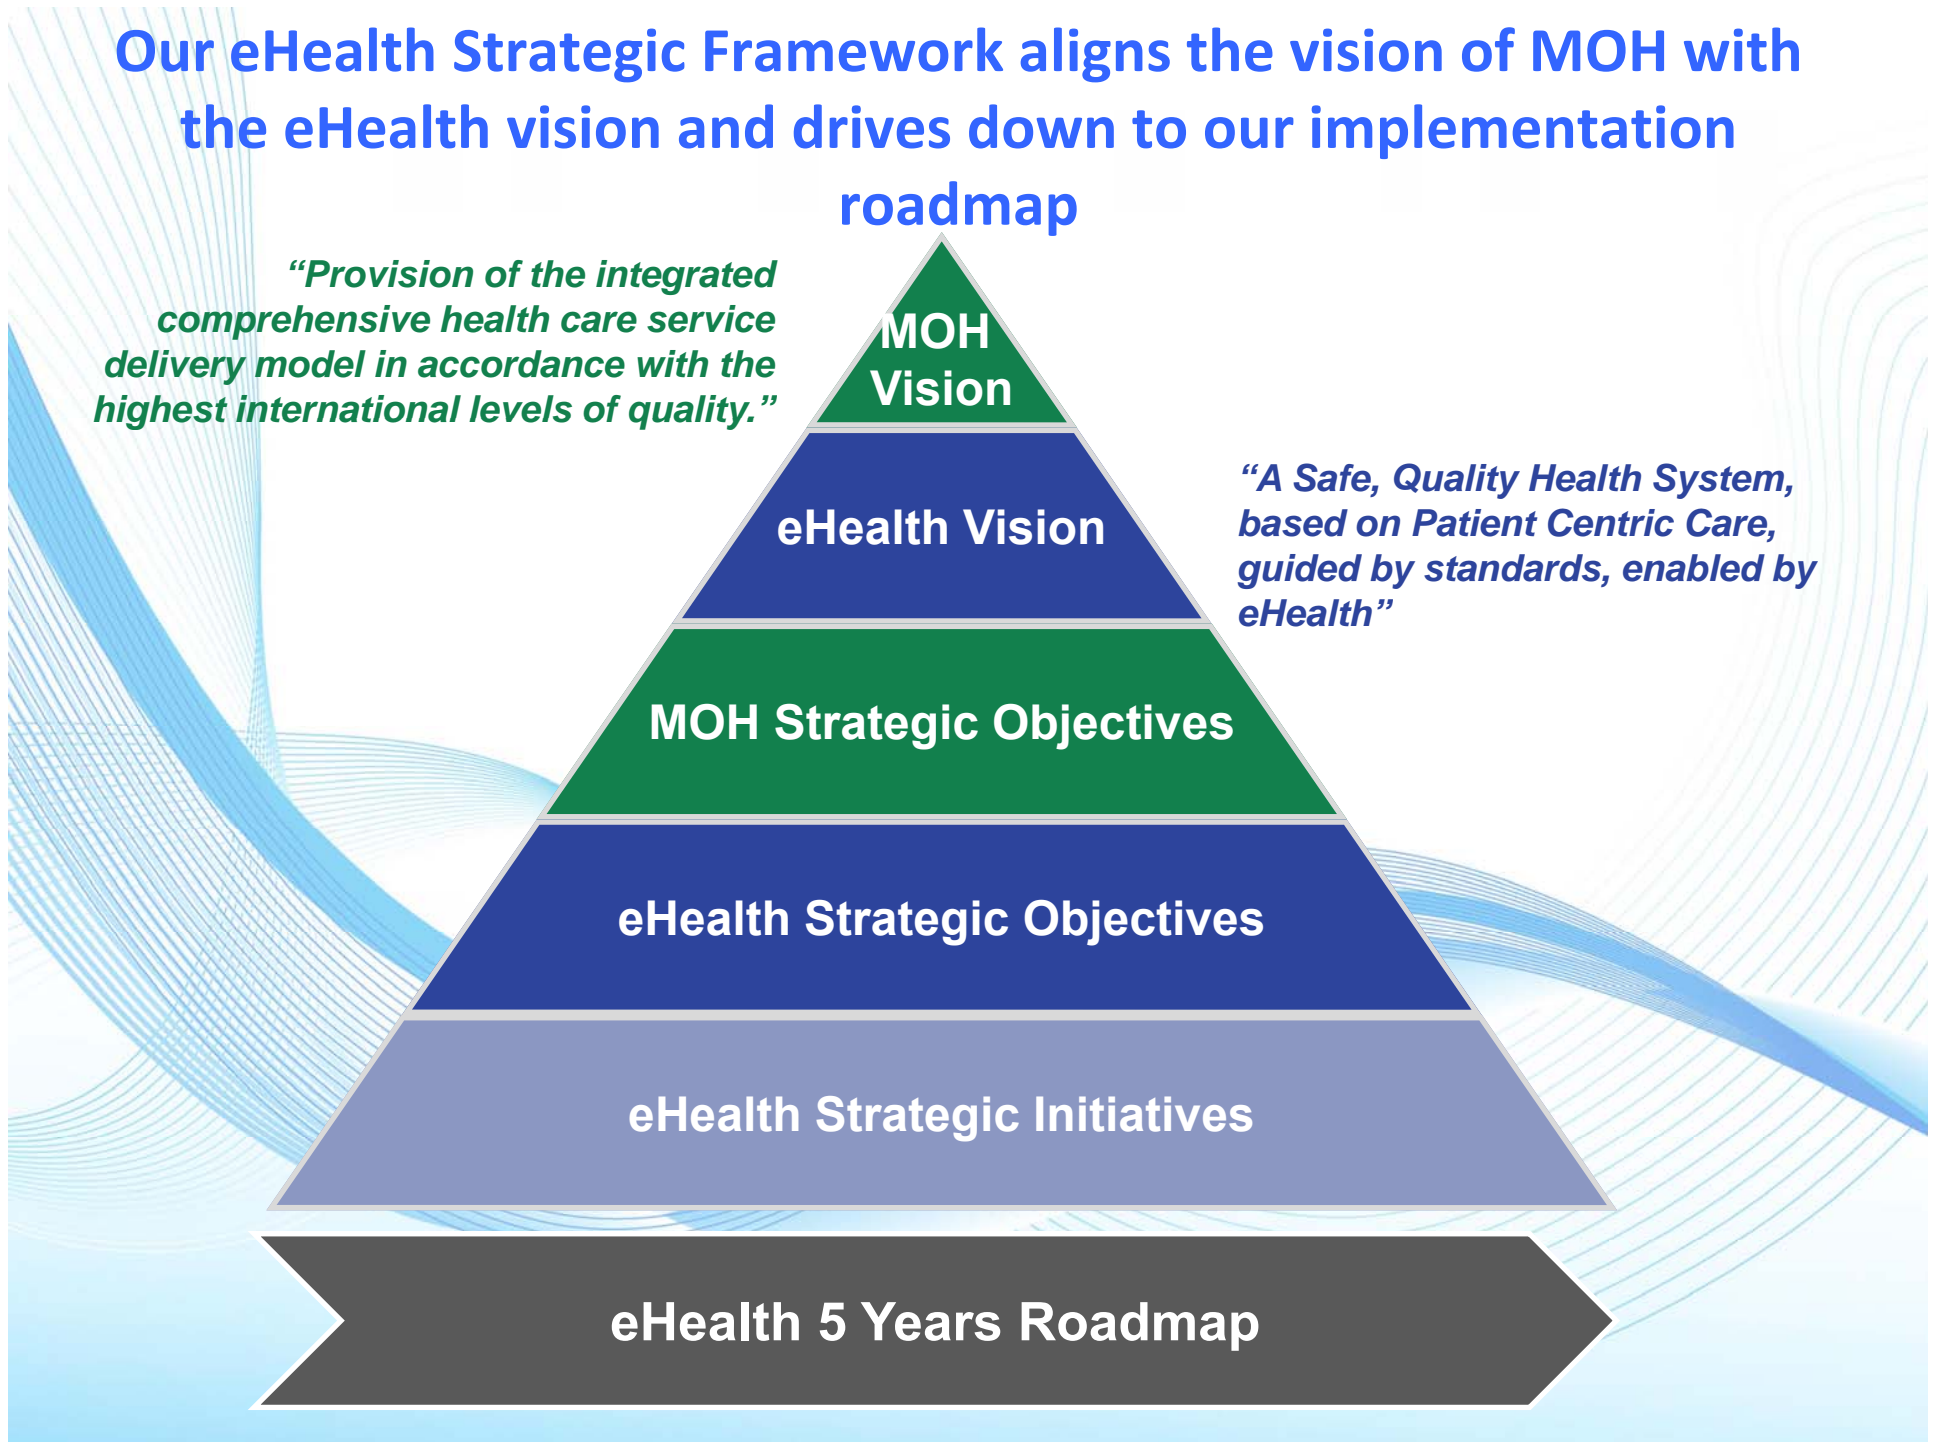 Our eHealth Strategic Framework aligns the vision of MOH with
the eHealth vision and drives down to our implementation
roadmap
“Provision of the integrated
comprehensive health care service
delivery model in accordance with the
highest international levels of quality.”
MOH
Vision
eHealth Vision
“A Safe, Quality Health System,
based on Patient Centric Care,
guided by standards, enabled by
eHealth”
MOH Strategic Objectives
eHealth Strategic Objectives
eHealth Strategic Initiatives
eHealth 5 Years Roadmap